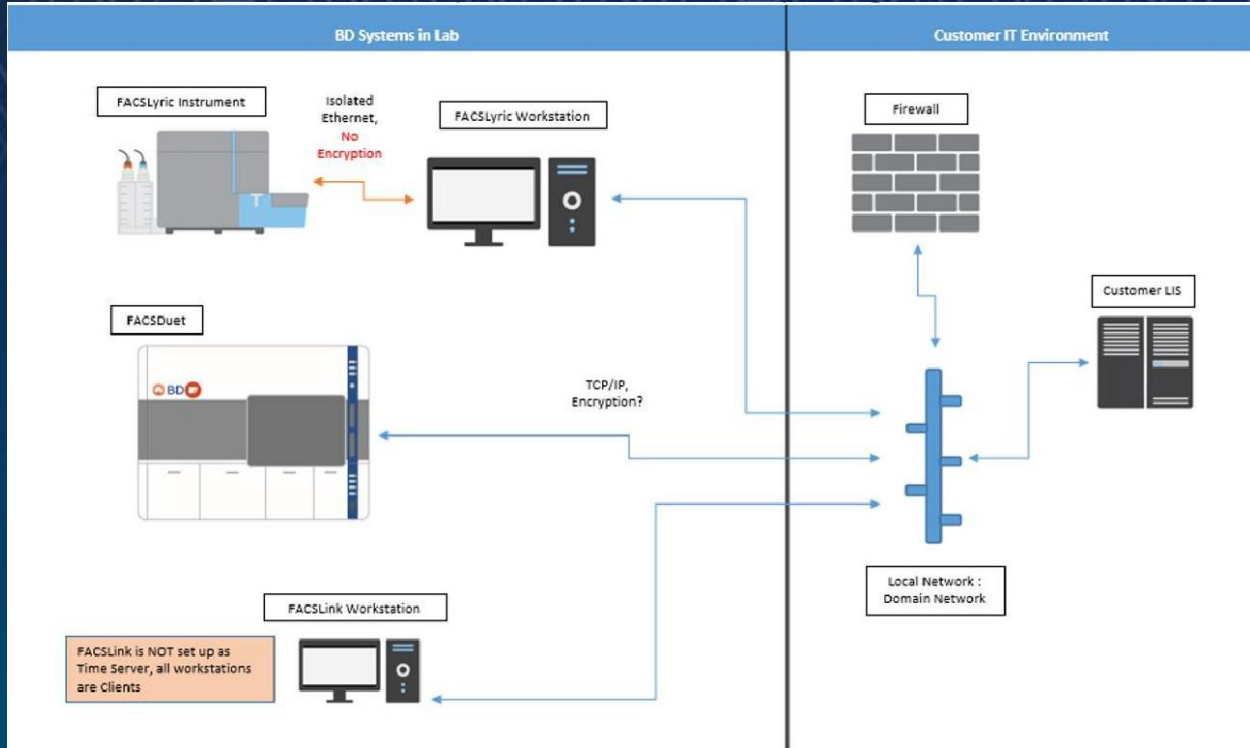 BD Systems in Lab
Customer IT Environment
FACSLyric Instrument
Isolated
Ethernet,
No
Encryption
FACSLyric Workstation
Firewall
Customer LIS
FACSDuet
BD
TCP/IP,
Encryption?
Local Network :
Domain Network
FACSLink Workstation
FACSLink is NOT set up as
Time Server, all workstations
are Clients